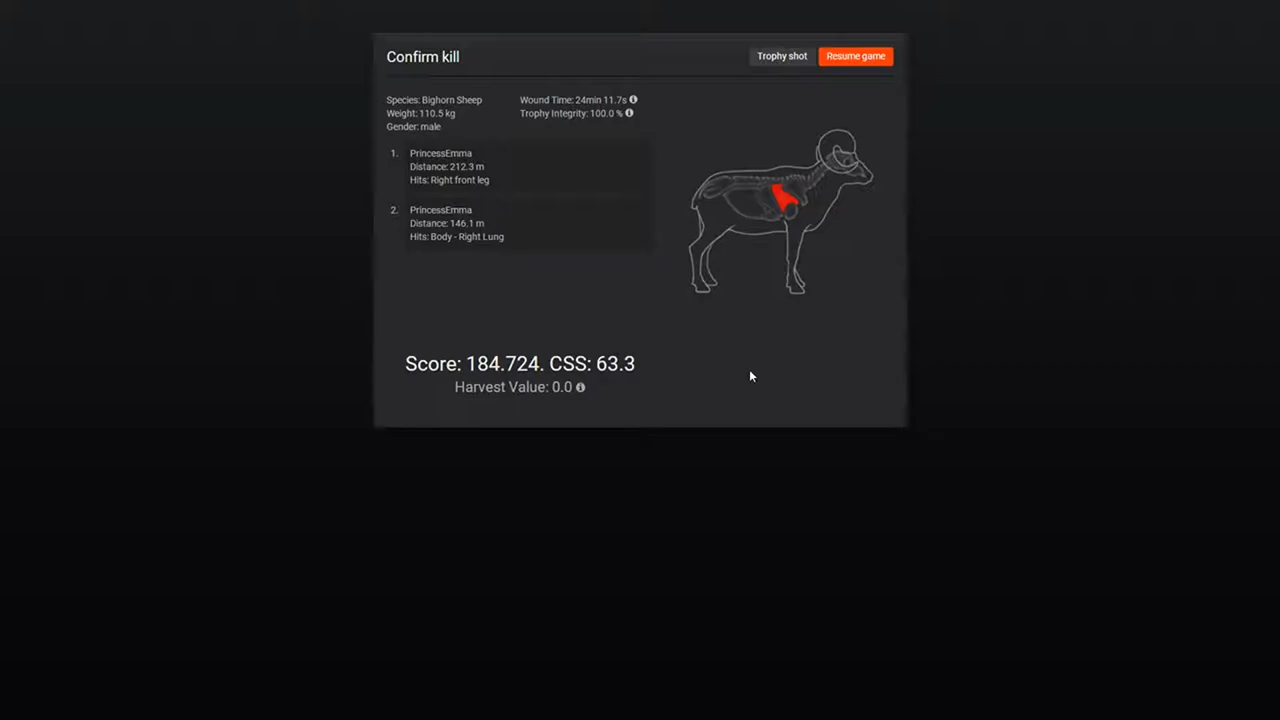 Confirm kill
Trophy shot
Resume game
Species: Bighorn Sheep
Weight: 110.5 kg
Gender: male
Wound Time: 24min 11.7s
Trophy Integrity: 100.0 %
1. PrincessEmma
Distance: 212.3 m
Hits: Right front leg
2. PrincessEmma
Distance: 146.1 m
Hits: Body - Right Lung
Score: 184.724. CSS: 63.3
Harvest Value: 0.0